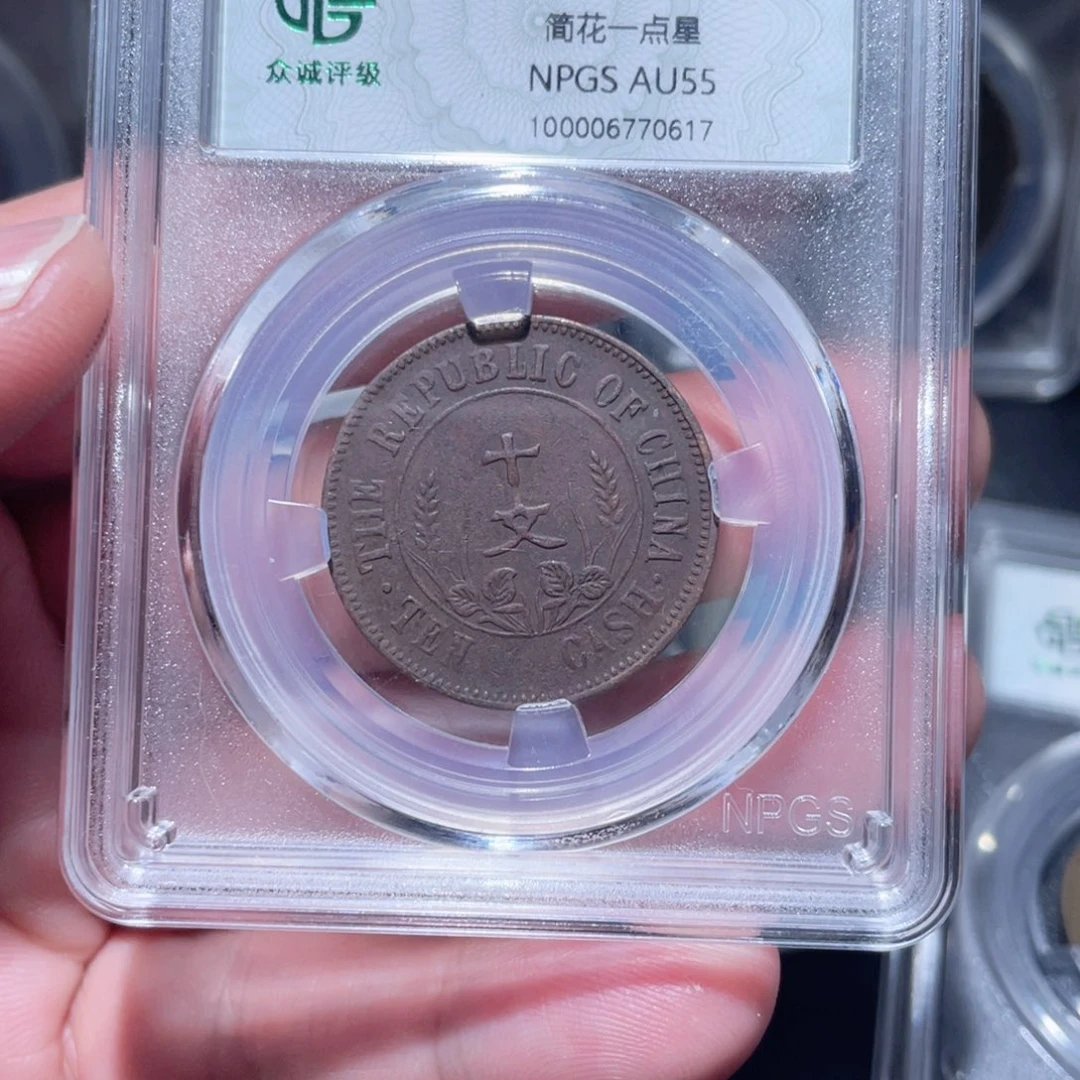 简花一点星
众诚评级
NPGS AU55
100006770617
THE REPUBLIC OF CHINA
十
文
TEN CASH
NPGS